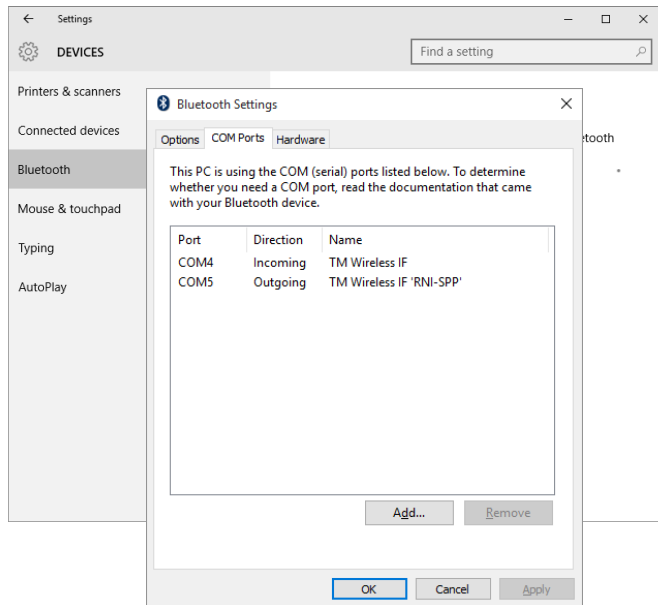 Settings
DEVICES
Find a setting
Printers & scanners
Connected devices
Bluetooth
Mouse & touchpad
Typing
AutoPlay
etooth
Bluetooth Settings
Options COM Ports Hardware
This PC is using the COM (serial) ports listed below. To determine
whether you need a COM port, read the documentation that came
with your Bluetooth device.
Port Direction Name
COM4 Incoming TM Wireless IF
COM5 Outgoing TM Wireless IF 'RNI-SPP'
Add... Remove
OK Cancel Apply